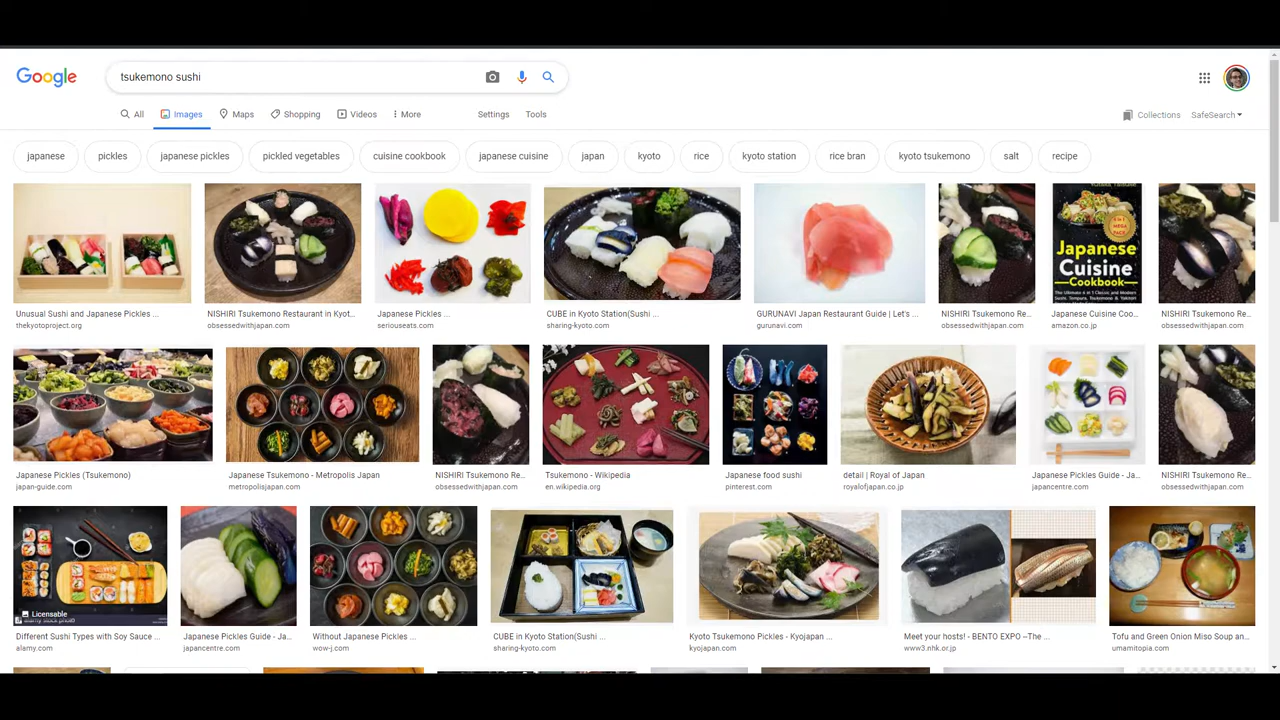 Google
tsukemono sushi
All
Images
Maps
Shopping
Videos
More
Settings
Tools
Collections
SafeSearch
japanese
pickles
japanese pickles
pickled vegetables
cuisine cookbook
japanese cuisine
japan
kyoto
rice
kyoto station
rice bran
kyoto tsukemono
salt
recipe
Japanese
Cuisine
Cookbook
Unusual Sushi and Japanese Pickles ...
thekyotoproject.org
NISHIRI Tsukemono Restaurant in Kyot...
obsessedwithjapan.com
Japanese Pickles ...
seriouseats.com
CUBE in Kyoto Station(Sushi ...
sharing-kyoto.com
GURUNAVI Japan Restaurant Guide | Let's ...
gurunavi.com
NISHIRI Tsukemono Re...
obsessedwithjapan.com
Japanese Cuisine Coo...
amazon.co.jp
NISHIRI Tsukemono Re...
obsessedwithjapan.com
Japanese Pickles (Tsukemono)
japan-guide.com
Japanese Tsukemono - Metropolis Japan
metropolisjapan.com
NISHIRI Tsukemono Re...
obsessedwithjapan.com
Tsukemono - Wikipedia
en.wikipedia.org
Japanese food sushi
pinterest.com
detail | Royal of Japan
royalofjapan.co.jp
Japanese Pickles Guide - Ja...
japancentre.com
NISHIRI Tsukemono Re...
obsessedwithjapan.com
Licensable
Different Sushi Types with Soy Sauce ...
alamy.com
Japanese Pickles Guide - Ja...
japancentre.com
Without Japanese Pickles ...
wow-j.com
CUBE in Kyoto Station(Sushi ...
sharing-kyoto.com
Kyoto Tsukemono Pickles - Kyojapan ...
kyojapan.com
Meet your hosts! - BENTO EXPO –The ...
www3.nhk.or.jp
Tofu and Green Onion Miso Soup an...
umamitopia.com